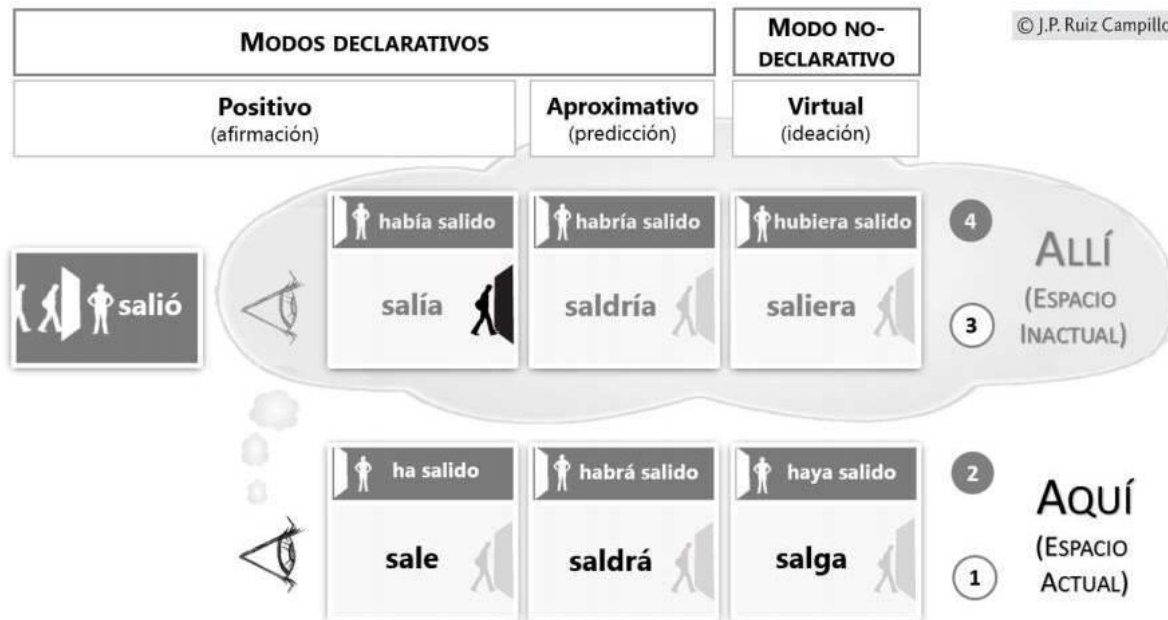 MODOS DECLARATIVOS
MODO NO-
DECLARATIVO
© J.P. Ruiz Campillo
Positivo
(afirmación)
Aproximativo
(predicción)
Virtual
(ideación)
había salido
habría salido
hubiera salido
4
salió
salía
saldría
saliera
3
ALLÍ
(ESPACIO
INACTUAL)
ha salido
habrá salido
haya salido
2
sale
saldrá
salga
1
AQUÍ
(ESPACIO
ACTUAL)